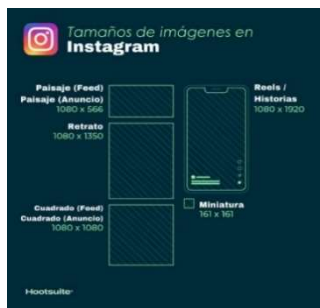 Tamaños de imágenes en
Instagram
Paisaje (Feed)
Paisaje (Anuncio)
1080 x 566
Retrato
1080 x 1350
Cuadrado (Feed)
Cuadrado (Anuncio)
1080 x 1080
Reels /
Historias
1080 x 1920
Miniatura
161 x 161
Hootsuite